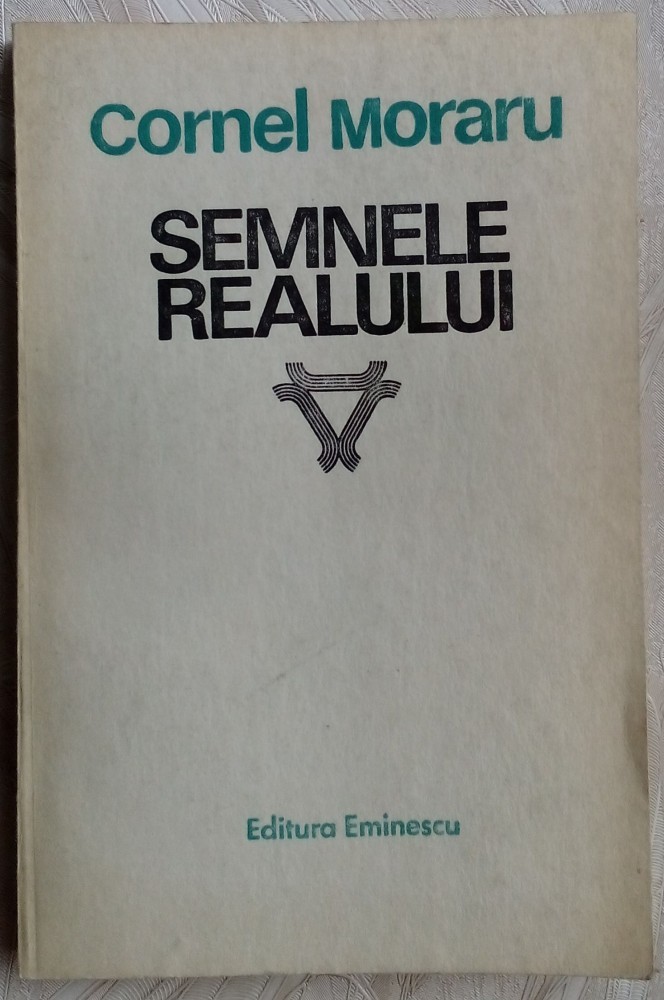 Cornel Moraru
SEMNELE
REALULUI
Editura Eminescu